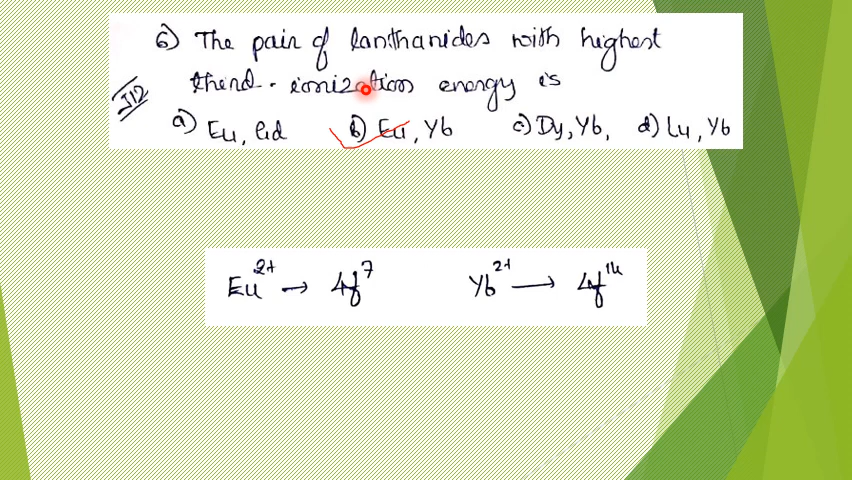 6) The pair of lanthanides with highest
third. ionization energy is
J12
a) Eu, Gd b) Eu, Yb c) Dy, Yb, d) Lu, Yb
Eu²⁺ → 4f⁷ Yb²⁺ → 4f¹⁴